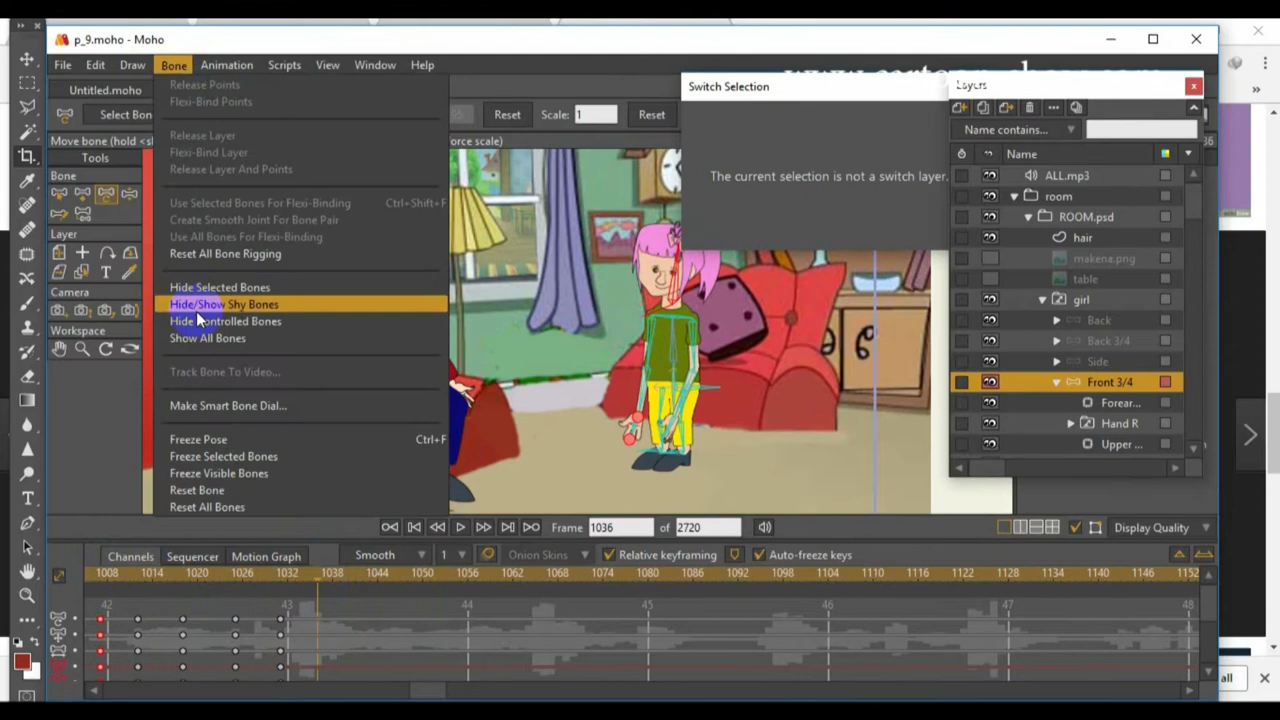 p_9.moho - Moho
File Edit Draw Bone Animation Scripts View Window Help
Untitled.moho
Select Bon
Reset Scale: 1 Reset
Move bone (hold <s
orce scale)
Tools
Bone
Layer
Camera
Workspace
Release Points
Flexi-Bind Points
Release Layer
Flexi-Bind Layer
Release Layer And Points
Use Selected Bones For Flexi-Binding Ctrl+Shift+F
Create Smooth Joint For Bone Pair
Use All Bones For Flexi-Binding
Reset All Bone Rigging
Hide Selected Bones
Hide/Show Shy Bones
Hide Controlled Bones
Show All Bones
Track Bone To Video...
Make Smart Bone Dial...
Freeze Pose Ctrl+F
Freeze Selected Bones
Freeze Visible Bones
Reset Bone
Reset All Bones
Switch Selection
The current selection is not a switch layer.
Layers
Name contains...
Name
ALL.mp3
room
ROOM.psd
hair
makena.png
table
girl
Back
Back 3/4
Side
Front 3/4
Forear...
Hand R
Upper ...
Frame 1036 of 2720 Display Quality
Channels Sequencer Motion Graph Smooth 1 Onion Skins Relative keyframing Auto-freeze keys
1008 1014 1020 1026 1032 1038 1044 1050 1056 1062 1068 1074 1080 1086 1092 1098 1104 1110 1116 1122 1128 1134 1140 1146 1152
42 43 44 45 46 47 48
all